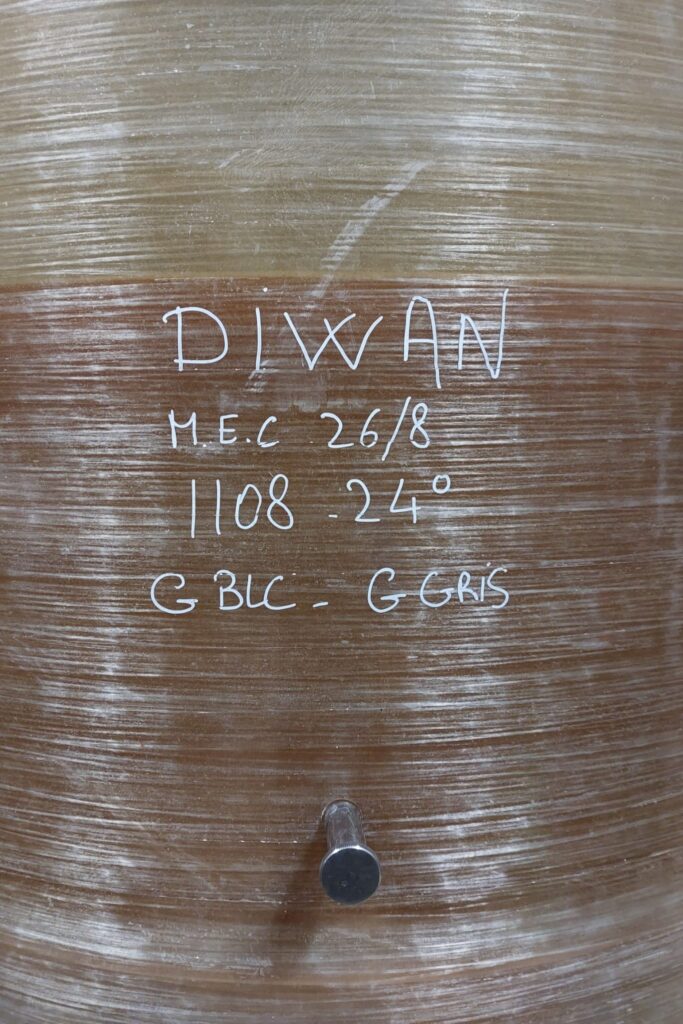 DIWAN
M.E.C 26/8
1108 - 24°
G BLC - G GRIS